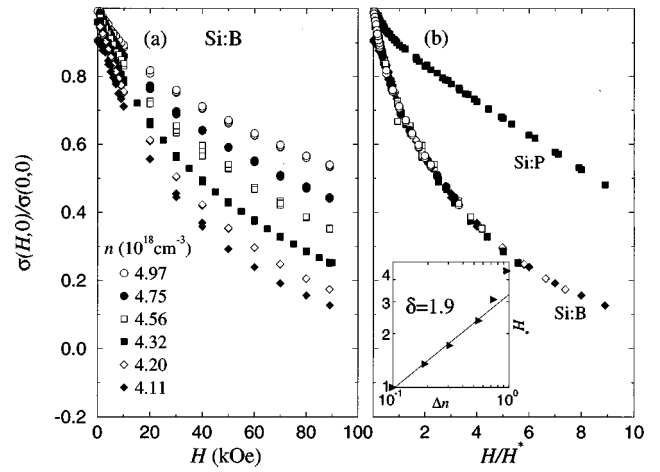 (a) Si:B
(b)
σ(H,0)/σ(0,0)
0.8
0.6
0.4
0.2
0.0
-0.2
n (10^18 cm^-3)
4.97
4.75
4.56
4.32
4.20
4.11
0 20 40 60 80 100
H (kOe)
Si:P
Si:B
δ=1.9
4
3
2
1
H*
10^-1 Δn 10^0
2 4 6 8 10
H/H*